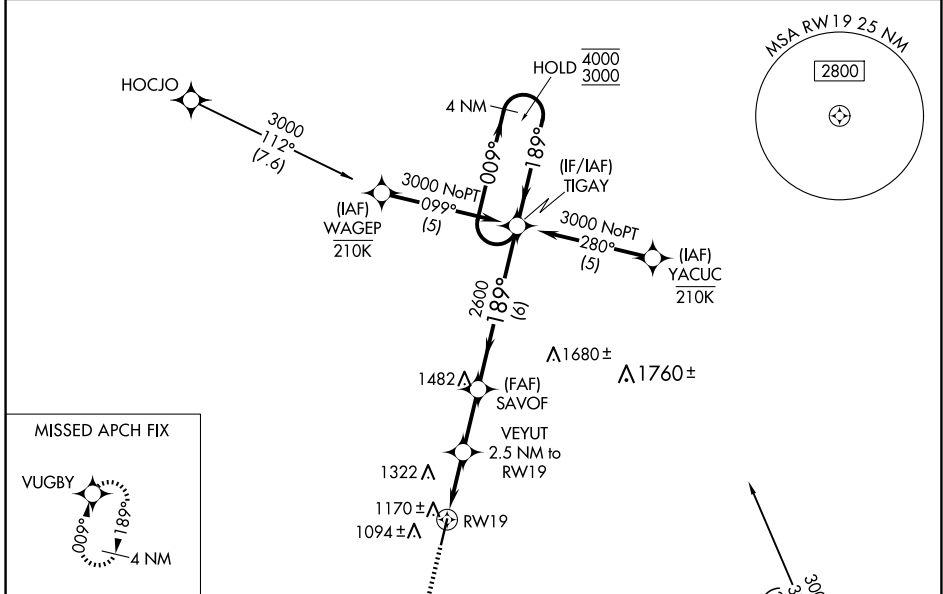 MSA RW19 25 NM
2800
HOCJO
3000
112°
(7.6)
HOLD
4000
3000
4 NM
009°
189°
(IF/IAF)
TIGAY
3000 NoPT
099°
(5)
(IAF)
WAGEP
210K
3000 NoPT
280°
(5)
(IAF)
YACUC
210K
2600
189°
(6)
1680±
1760±
1482
(FAF)
SAVOF
VEYUT
2.5 NM to
RW19
1322
1170±
1094±
RW19
MISSED APCH FIX
VUGBY
009°
189°
4 NM